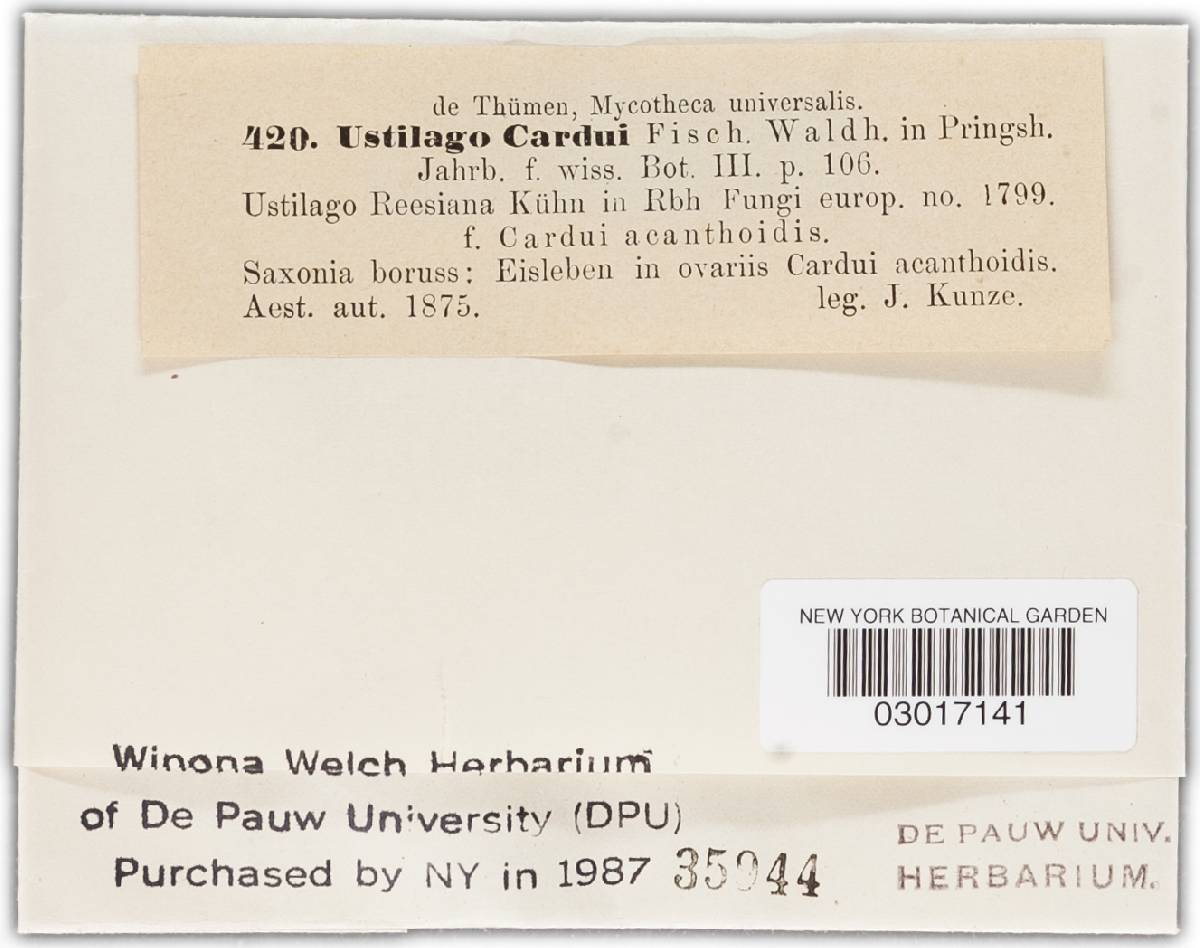 de Thümen, Mycotheca universalis.
420. Ustilago Cardui Fisch. Waldh. in Pringsh.
Jahrb. f. wiss. Bot. III. p. 106.
Ustilago Reesiana Kühn in Rbh Fungi europ. no. 1799.
f. Cardui acanthoidis.
Saxonia boruss: Eisleben in ovariis Cardui acanthoidis.
Aest. aut. 1875. leg. J. Kunze.
NEW YORK BOTANICAL GARDEN
03017141
Winona Welch Herbarium
of De Pauw University (DPU)
Purchased by NY in 1987 35944
DE PAUW UNIV.
HERBARIUM.